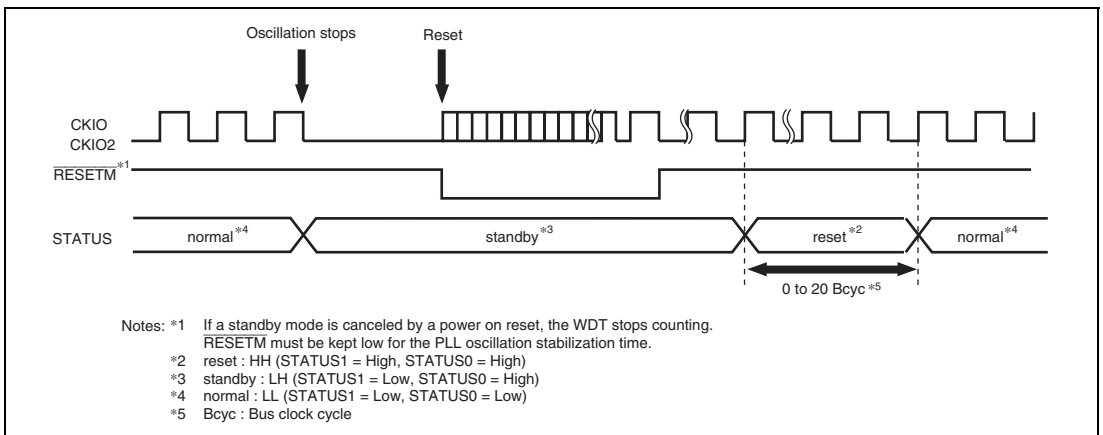 Oscillation stops Reset
CKIO
CKIO2
RESETM*1
STATUS normal*4 standby*3 reset*2 normal*4
0 to 20 Bcyc*5
Notes: *1 If a standby mode is canceled by a power on reset, the WDT stops counting.
RESETM must be kept low for the PLL oscillation stabilization time.
*2 reset : HH (STATUS1 = High, STATUS0 = High)
*3 standby : LH (STATUS1 = Low, STATUS0 = High)
*4 normal : LL (STATUS1 = Low, STATUS0 = Low)
*5 Bcyc : Bus clock cycle